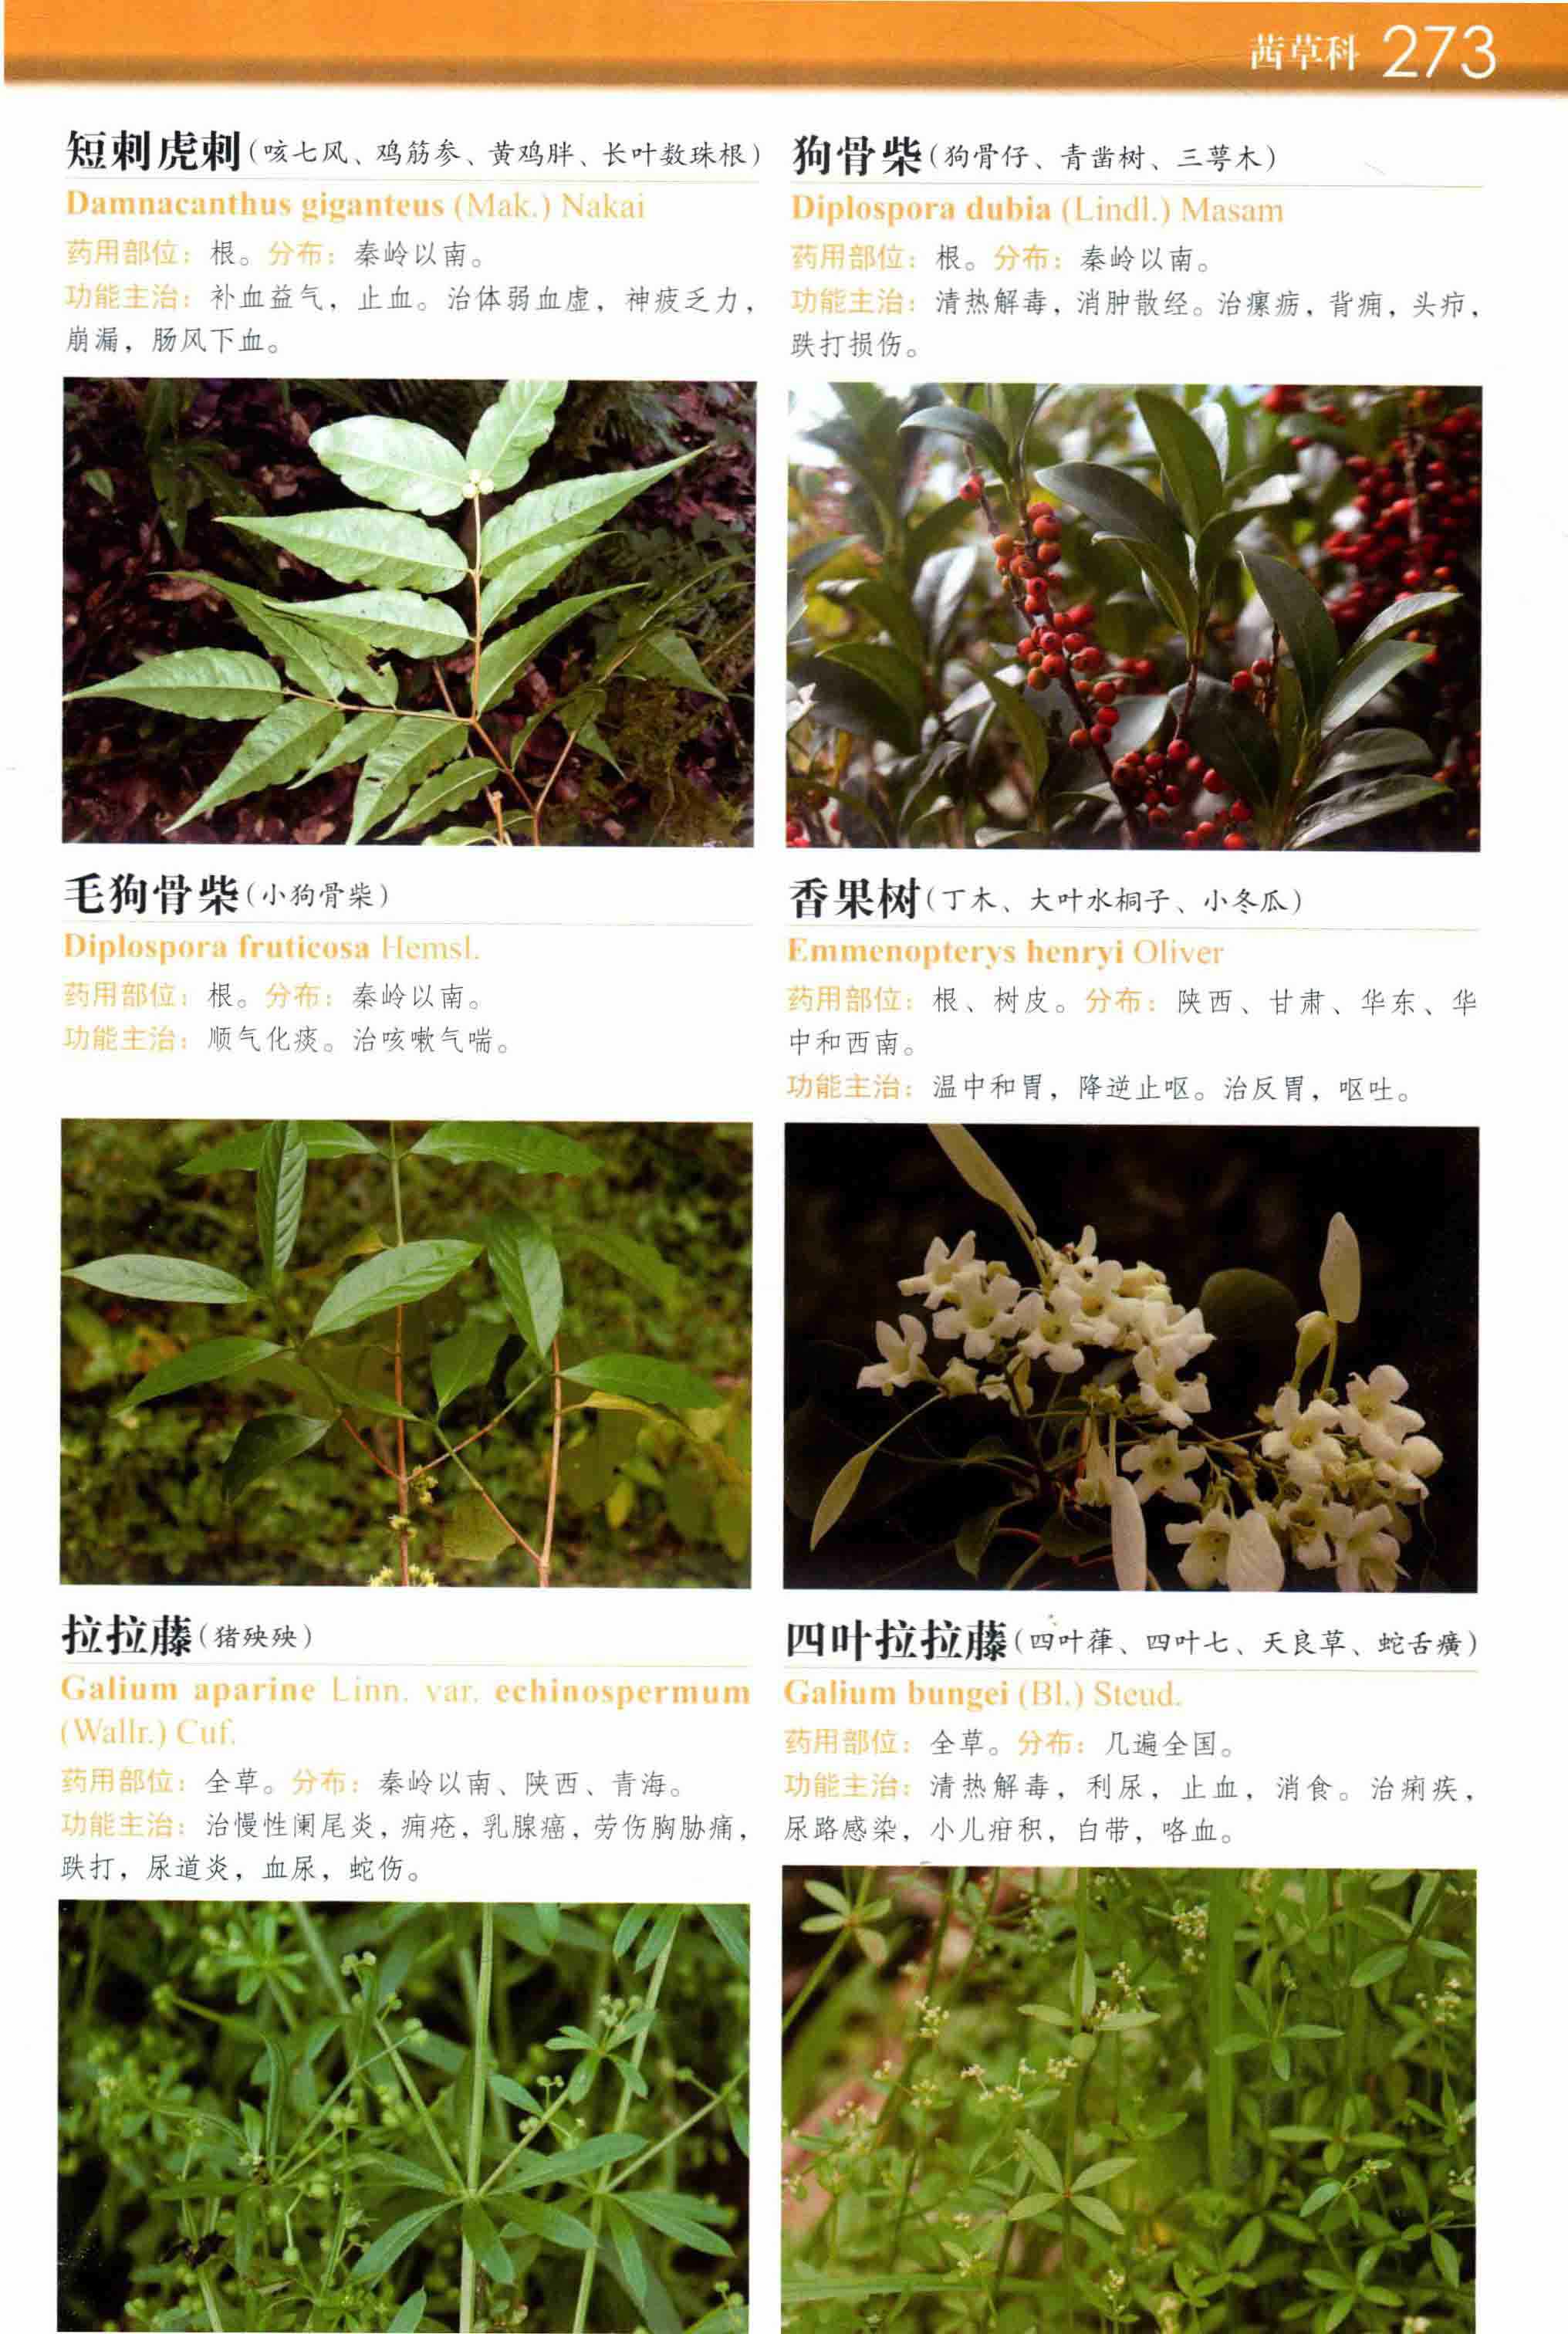 茜草科 273
短刺虎刺(咳七风、鸡筋参、黄鸡胖、长叶数珠根)
Damnacanthus giganteus (Mak.) Nakai
药用部位：根。分布：秦岭以南。
功能主治：补血益气，止血。治体弱血虚，神疲乏力，
崩漏，肠风下血。
狗骨柴(狗骨仔、青凿树、三萼木)
Diplospora dubia (Lindl.) Masam
药用部位：根。分布：秦岭以南。
功能主治：清热解毒，消肿散经。治瘰疬，背痈，头疖，
跌打损伤。
毛狗骨柴(小狗骨柴)
Diplospora fruticosa Hemsl.
药用部位：根。分布：秦岭以南。
功能主治：顺气化痰。治咳嗽气喘。
香果树(丁木、大叶水桐子、小冬瓜)
Emmenopterys henryi Oliver
药用部位：根、树皮。分布：陕西、甘肃、华东、华
中和西南。
功能主治：温中和胃，降逆止呕。治反胃，呕吐。
拉拉藤(猪殃殃)
Galium aparine Linn. var. echinospermum
(Wallr.) Cuf.
药用部位：全草。分布：秦岭以南、陕西、青海。
功能主治：治慢性阑尾炎，痈疮，乳腺癌，劳伤胸胁痛，
跌打，尿道炎，血尿，蛇伤。
四叶拉拉藤(四叶葎、四叶七、天良草、蛇舌癀)
Galium bungei (Bl.) Steud.
药用部位：全草。分布：几遍全国。
功能主治：清热解毒，利尿，止血，消食。治痢疾，
尿路感染，小儿疳积，白带，咯血。